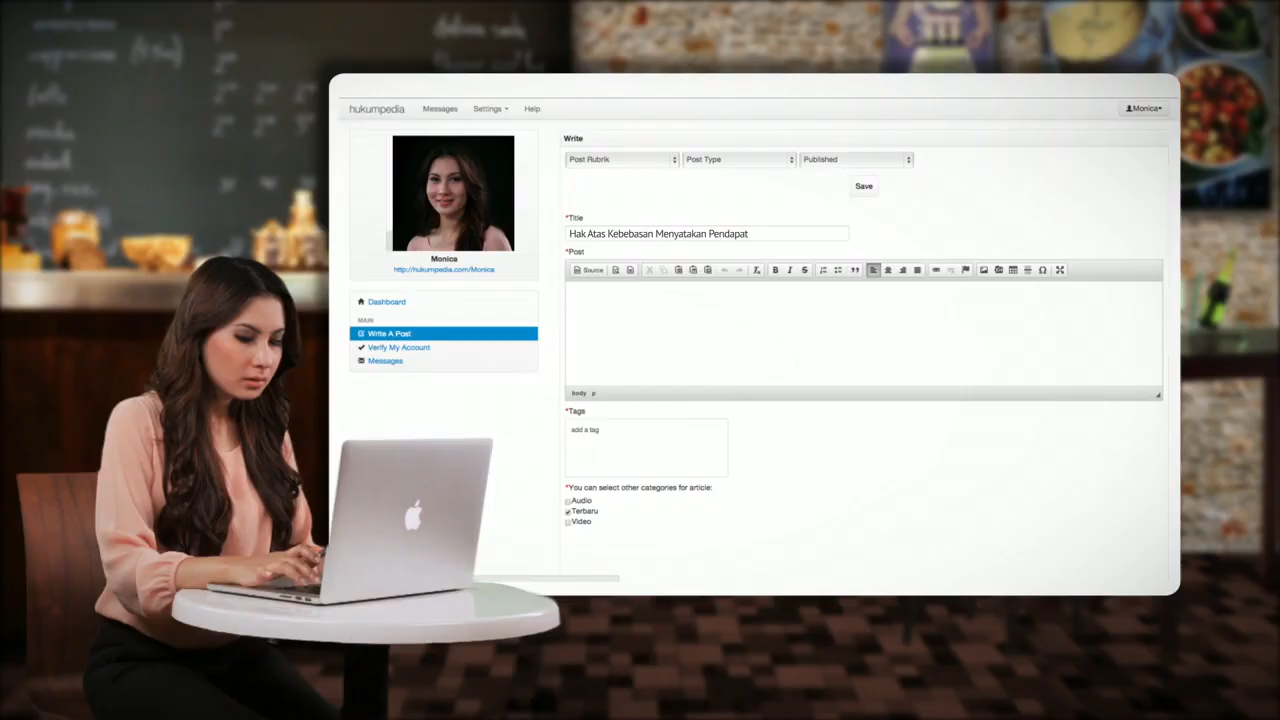 hukumpedia Messages Settings Help Monica
Write
Post Rubrik Post Type Published
Save
*Title
Hak Atas Kebebasan Menyatakan Pendapat
*Post
Source
B I S
body p
Monica
http://hukumpedia.com/Monica
Dashboard
MAIN
Write A Post
Verify My Account
Messages
*Tags
add a tag
*You can select other categories for article:
Audio
Terbaru
Video